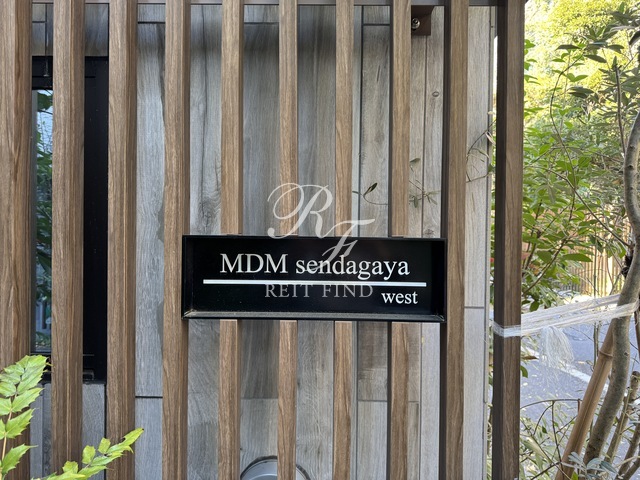 RF
MDM sendagaya
REIT FIND
west